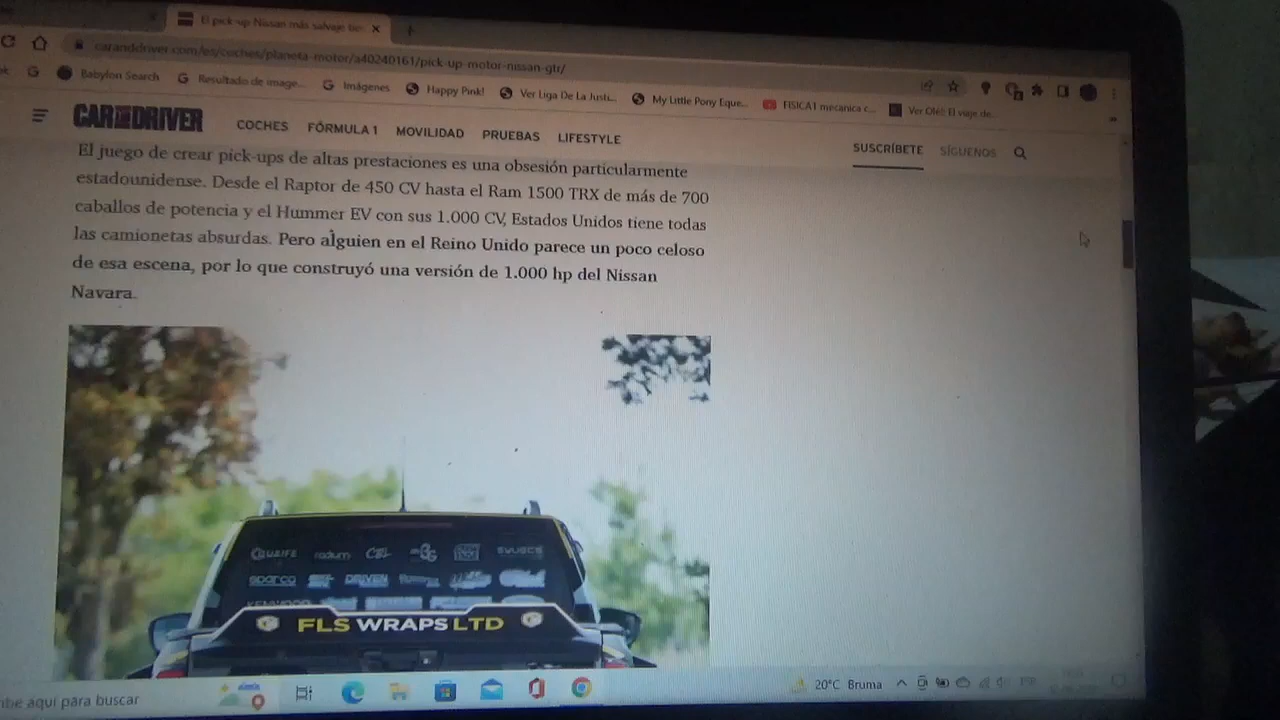 El pick-up Nissan más salvaje
caranddriver.com/es/coches/planeta-motor/a40240161/pick-up-motor-nissan-gtr/
Babylon Search Resultado de image... Imágenes Happy Pink! Ver Liga De La Justi... My Little Pony Eque... FISICA1 mecanica c... Ver Olé! El viaje de...
CAR AND DRIVER COCHES FÓRMULA 1 MOVILIDAD PRUEBAS LIFESTYLE SUSCRÍBETE SÍGUENOS
El juego de crear pick-ups de altas prestaciones es una obsesión particularmente
estadounidense. Desde el Raptor de 450 CV hasta el Ram 1500 TRX de más de 700
caballos de potencia y el Hummer EV con sus 1.000 CV, Estados Unidos tiene todas
las camionetas absurdas. Pero alguien en el Reino Unido parece un poco celoso
de esa escena, por lo que construyó una versión de 1.000 hp del Nissan
Navara.
radium
sparco DRIVEN
KENWOOD
FLS WRAPS LTD
aquí para buscar 20°C Bruma ESP